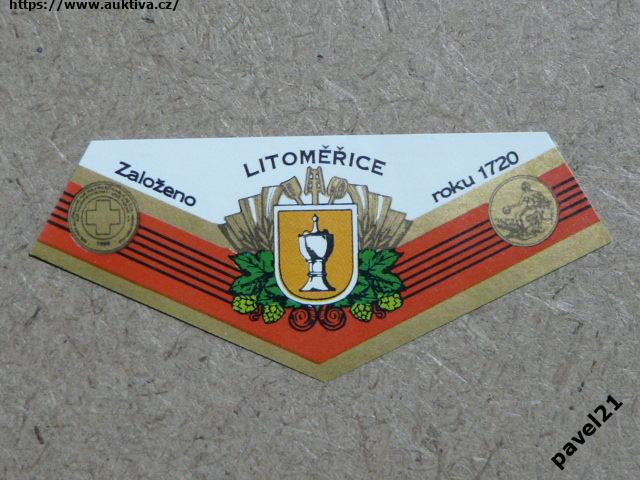 https://www.auktiva.cz/
Založeno
LITOMĚŘICE
roku 1720
pavel21